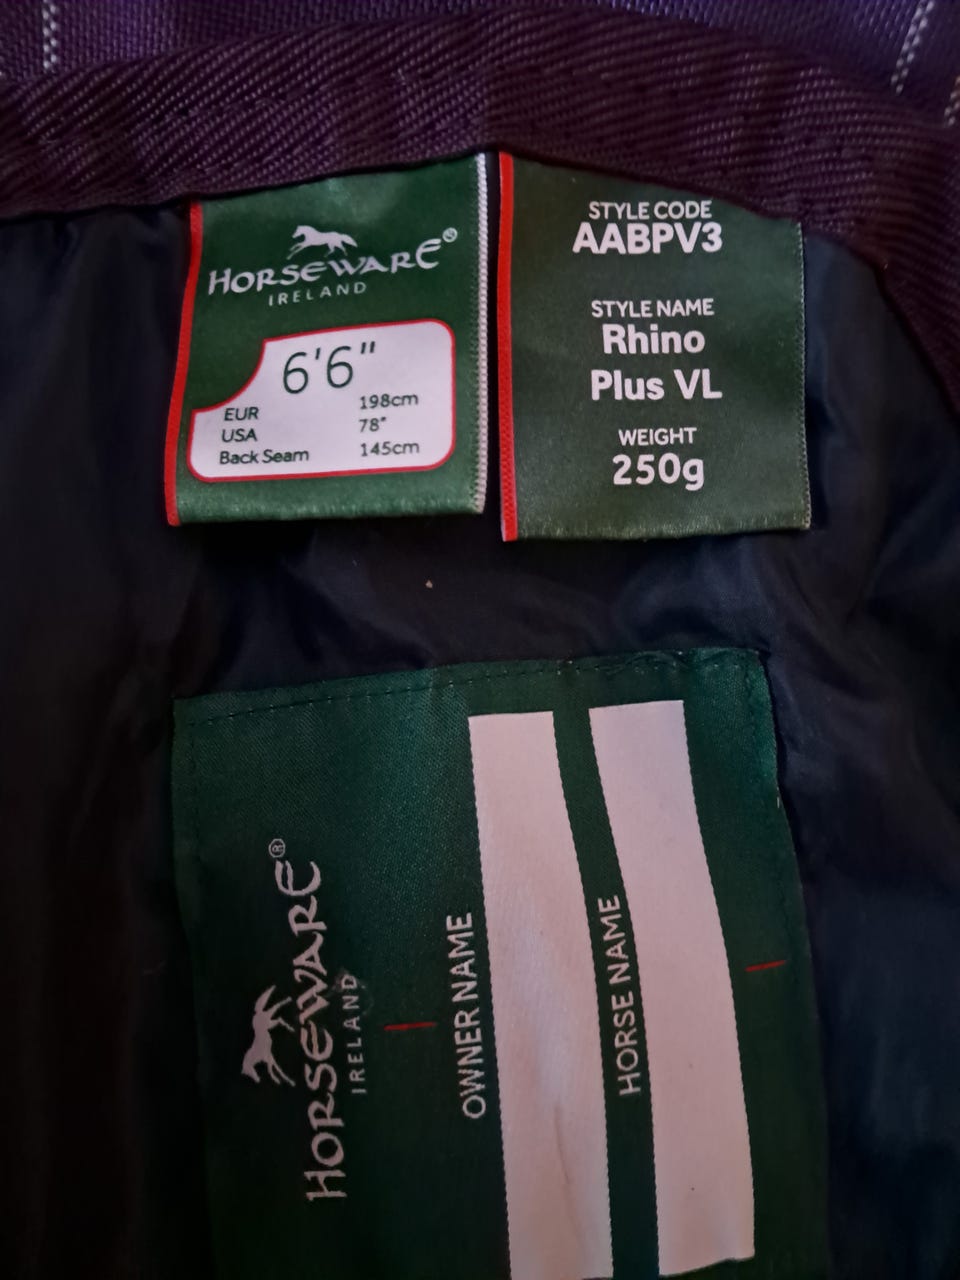 HORSEWARE®
IRELAND
6'6"
EUR 198cm
USA 78"
Back Seam 145cm
STYLE CODE
AABPV3
STYLE NAME
Rhino
Plus VL
WEIGHT
250g
HORSEWARE®
IRELAND
OWNER NAME
HORSE NAME